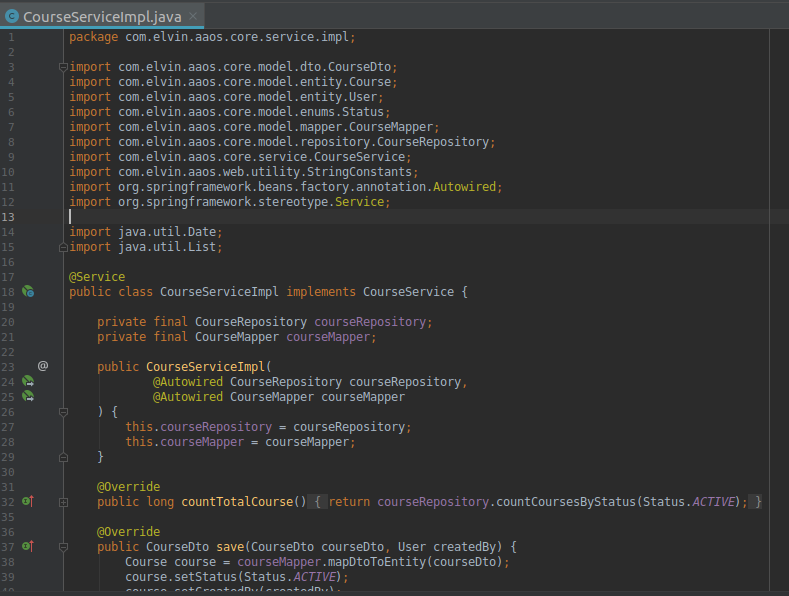 CourseServiceImpl.java
1 package com.elvin.aaos.core.service.impl;
2
3 import com.elvin.aaos.core.model.dto.CourseDto;
4 import com.elvin.aaos.core.model.entity.Course;
5 import com.elvin.aaos.core.model.entity.User;
6 import com.elvin.aaos.core.model.enums.Status;
7 import com.elvin.aaos.core.model.mapper.CourseMapper;
8 import com.elvin.aaos.core.model.repository.CourseRepository;
9 import com.elvin.aaos.core.service.CourseService;
10 import com.elvin.aaos.web.utility.StringConstants;
11 import org.springframework.beans.factory.annotation.Autowired;
12 import org.springframework.stereotype.Service;
13
14 import java.util.Date;
15 import java.util.List;
16
17 @Service
18 public class CourseServiceImpl implements CourseService {
19
20 private final CourseRepository courseRepository;
21 private final CourseMapper courseMapper;
22
23 @ public CourseServiceImpl(
24 @Autowired CourseRepository courseRepository,
25 @Autowired CourseMapper courseMapper
26 ) {
27 this.courseRepository = courseRepository;
28 this.courseMapper = courseMapper;
29 }
30
31 @Override
32 public long countTotalCourse() { return courseRepository.countCoursesByStatus(Status.ACTIVE); }
35
36 @Override
37 public CourseDto save(CourseDto courseDto, User createdBy) {
38 Course course = courseMapper.mapDtoToEntity(courseDto);
39 course.setStatus(Status.ACTIVE);
40 course.setCreatedBy(createdBy);